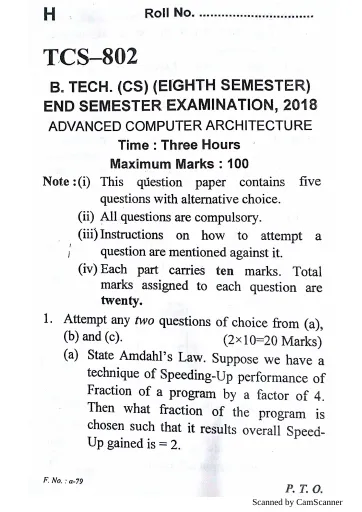 H Roll No. ..............................
TCS–802
B. TECH. (CS) (EIGHTH SEMESTER)
END SEMESTER EXAMINATION, 2018
ADVANCED COMPUTER ARCHITECTURE
Time : Three Hours
Maximum Marks : 100
Note :(i) This question paper contains five
questions with alternative choice.
(ii) All questions are compulsory.
(iii) Instructions on how to attempt a
question are mentioned against it.
(iv) Each part carries ten marks. Total
marks assigned to each question are
twenty.
1. Attempt any two questions of choice from (a),
(b) and (c). (2×10=20 Marks)
(a) State Amdahl's Law. Suppose we have a
technique of Speeding-Up performance of
Fraction of a program by a factor of 4.
Then what fraction of the program is
chosen such that it results overall Speed-
Up gained is = 2.
F. No. : a-79
P. T. O.
Scanned by CamScanner